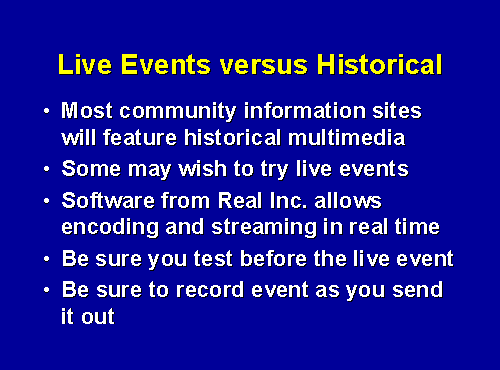 Live Events versus Historical
• Most community information sites
will feature historical multimedia
• Some may wish to try live events
• Software from Real Inc. allows
encoding and streaming in real time
• Be sure you test before the live event
• Be sure to record event as you send
it out